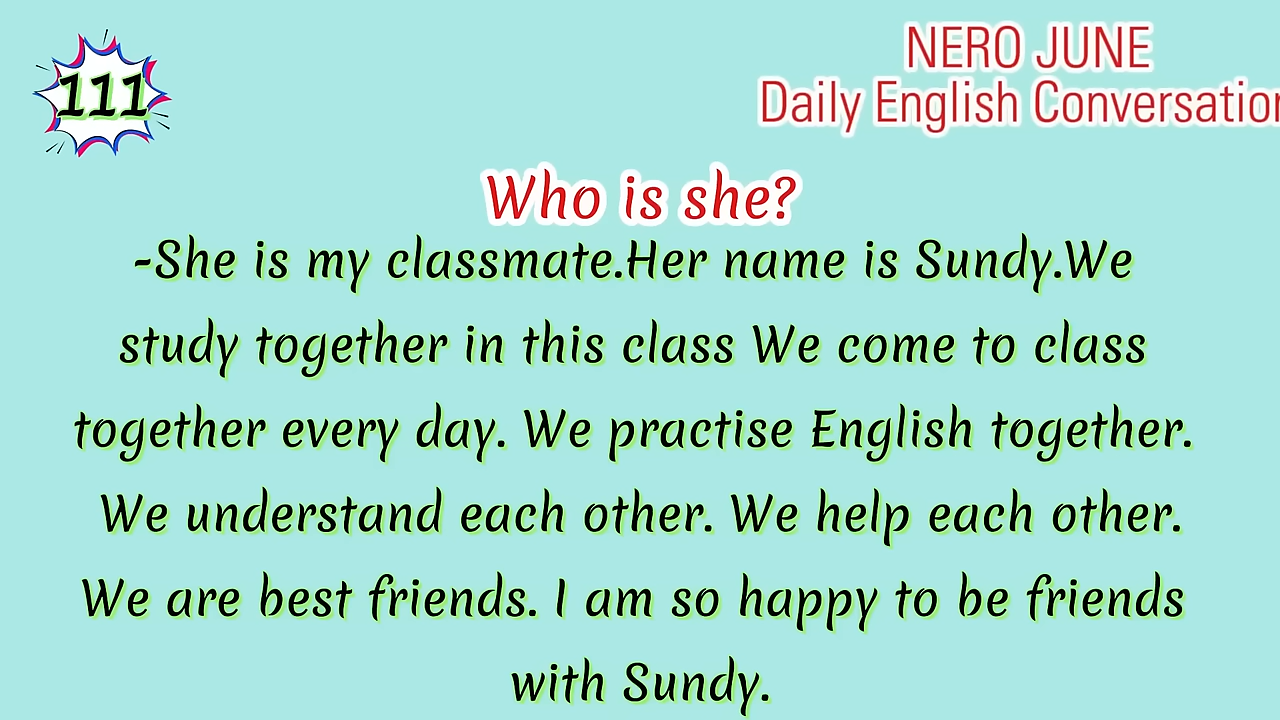 111
NERO JUNE
Daily English Conversation
Who is she?
-She is my classmate.Her name is Sundy.We
study together in this class We come to class
together every day. We practise English together.
We understand each other. We help each other.
We are best friends. I am so happy to be friends
with Sundy.